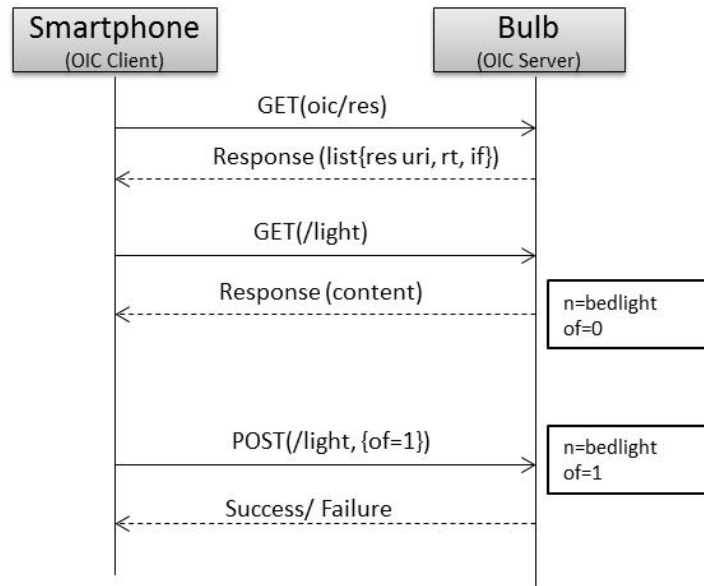 Smartphone
(OIC Client)
Bulb
(OIC Server)
GET(oic/res)
Response (list{res uri, rt, if})
GET(/light)
Response (content)
n=bedlight
of=0
POST(/light, {of=1})
n=bedlight
of=1
Success/ Failure